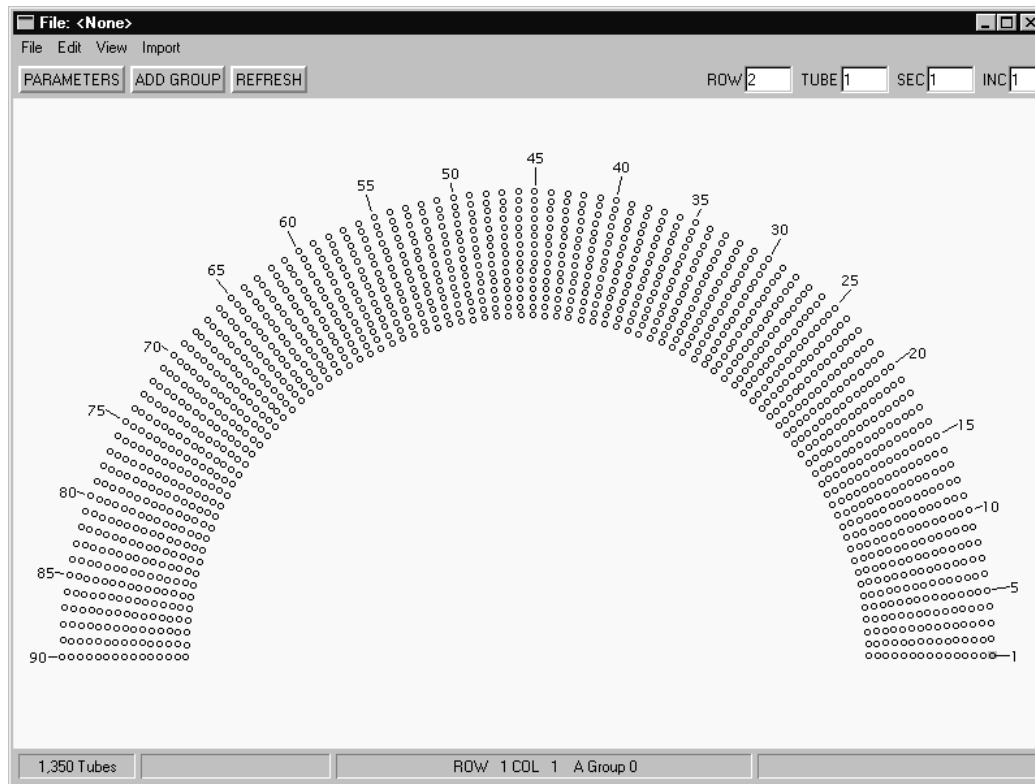 File: <None>
File Edit View Import
PARAMETERS ADD GROUP REFRESH ROW 2 TUBE 1 SEC 1 INC 1
45
50 40
55 35
60 30
65 25
70 20
75 15
80 10
85 5
90 1
1,350 Tubes ROW 1 COL 1 A Group 0